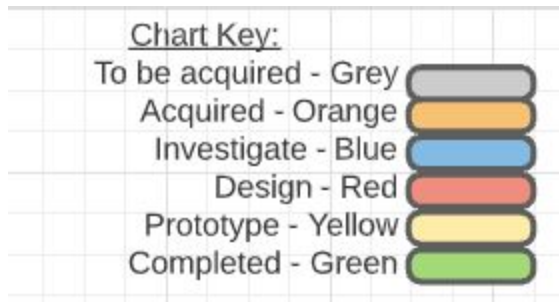 Chart Key:
To be acquired - Grey
Acquired - Orange
Investigate - Blue
Design - Red
Prototype - Yellow
Completed - Green